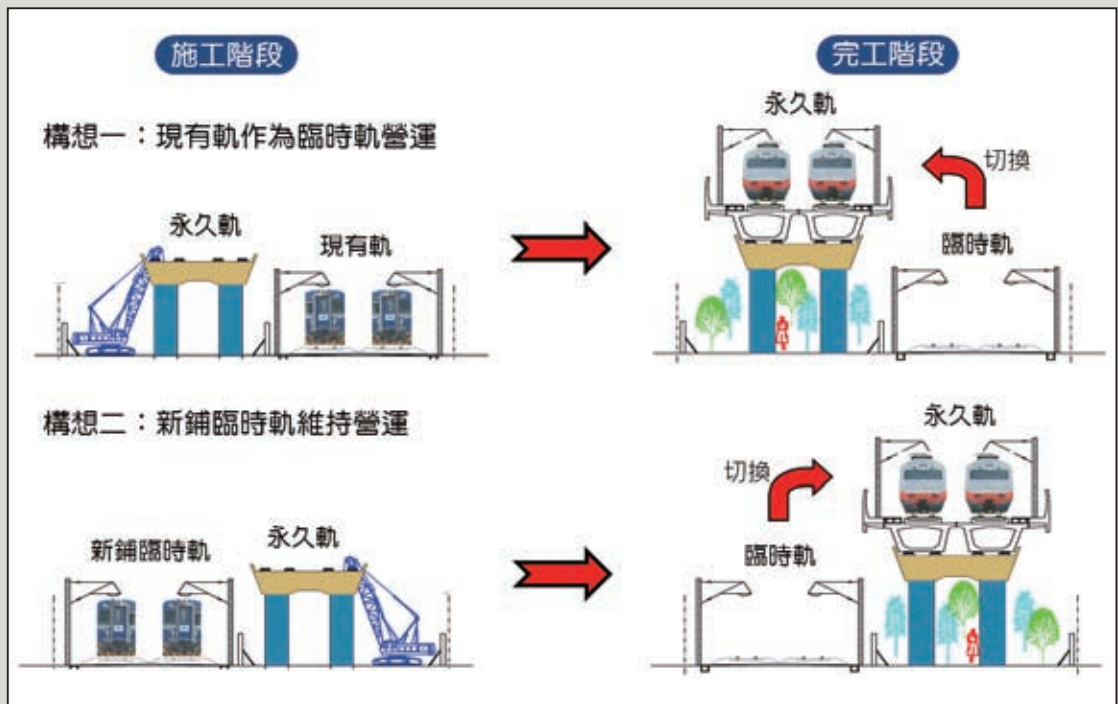 施工階段
完工階段
構想一：現有軌作為臨時軌營運
永久軌
現有軌
永久軌
切換
臨時軌
構想二：新鋪臨時軌維持營運
新鋪臨時軌
永久軌
永久軌
切換
臨時軌